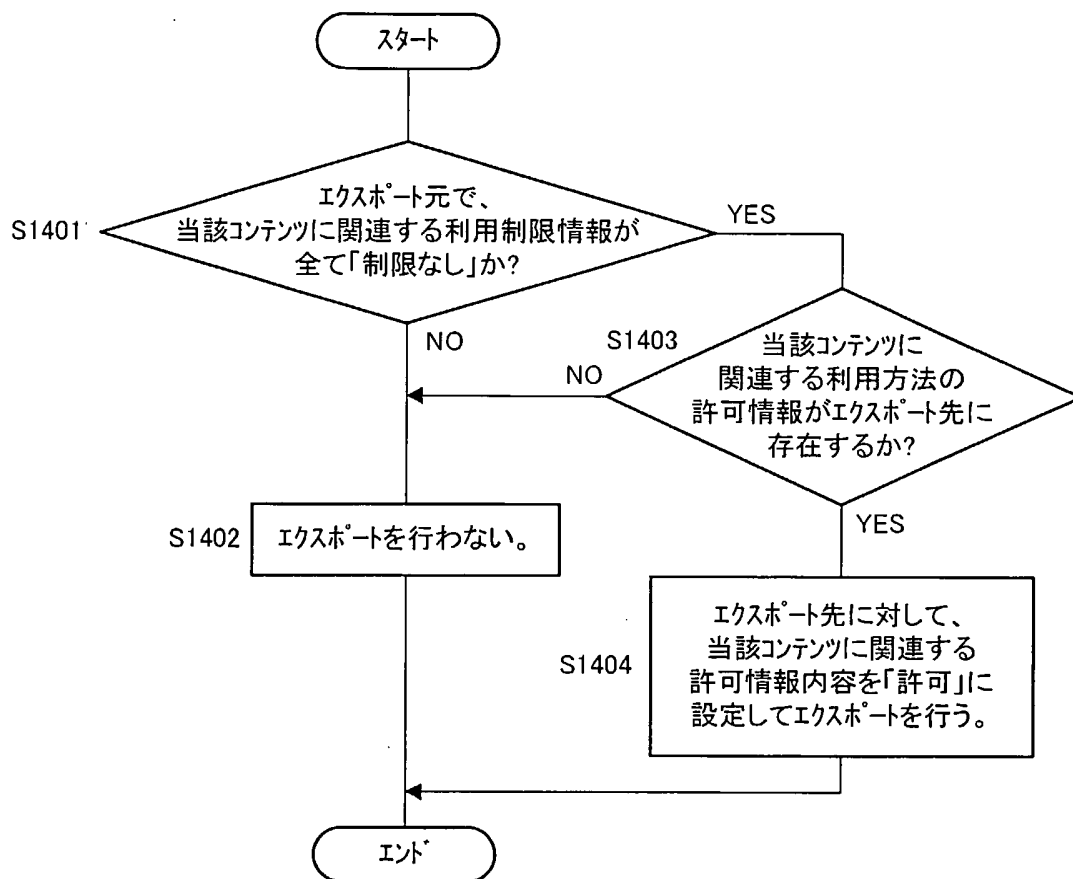 スタート
S1401
エクスポート元で、
当該コンテンツに関連する利用制限情報が
全て「制限なし」か?
YES
NO
S1403
当該コンテンツに
関連する利用方法の
許可情報がエクスポート先に
存在するか?
NO
YES
S1402
エクスポートを行わない。
S1404
エクスポート先に対して、
当該コンテンツに関連する
許可情報内容を「許可」に
設定してエクスポートを行う。
エンド